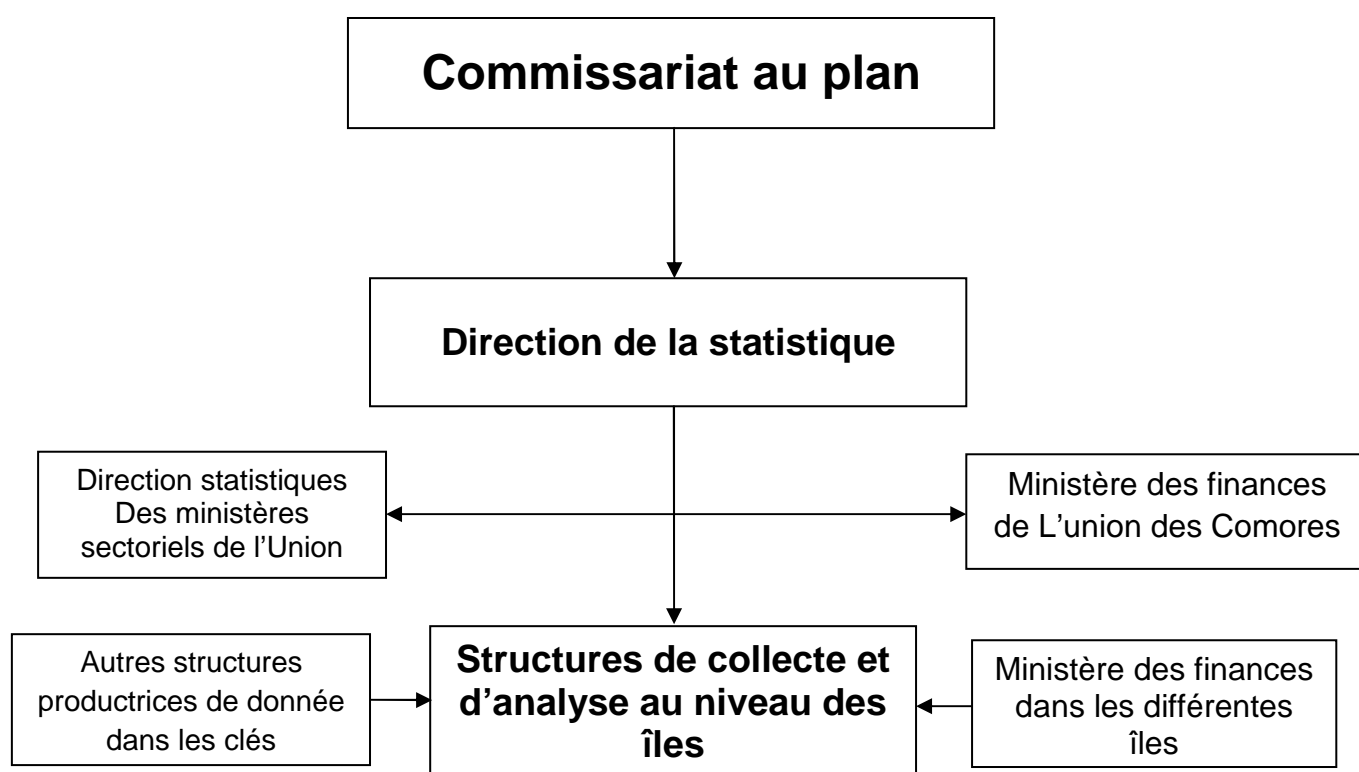 Commissariat au plan
Direction de la statistique
Direction statistiques
Des ministères
sectoriels de l’Union
Ministère des finances
de L’union des Comores
Autres structures
productrices de donnée
dans les clés
Structures de collecte et
d’analyse au niveau des
îles
Ministère des finances
dans les différentes
îles